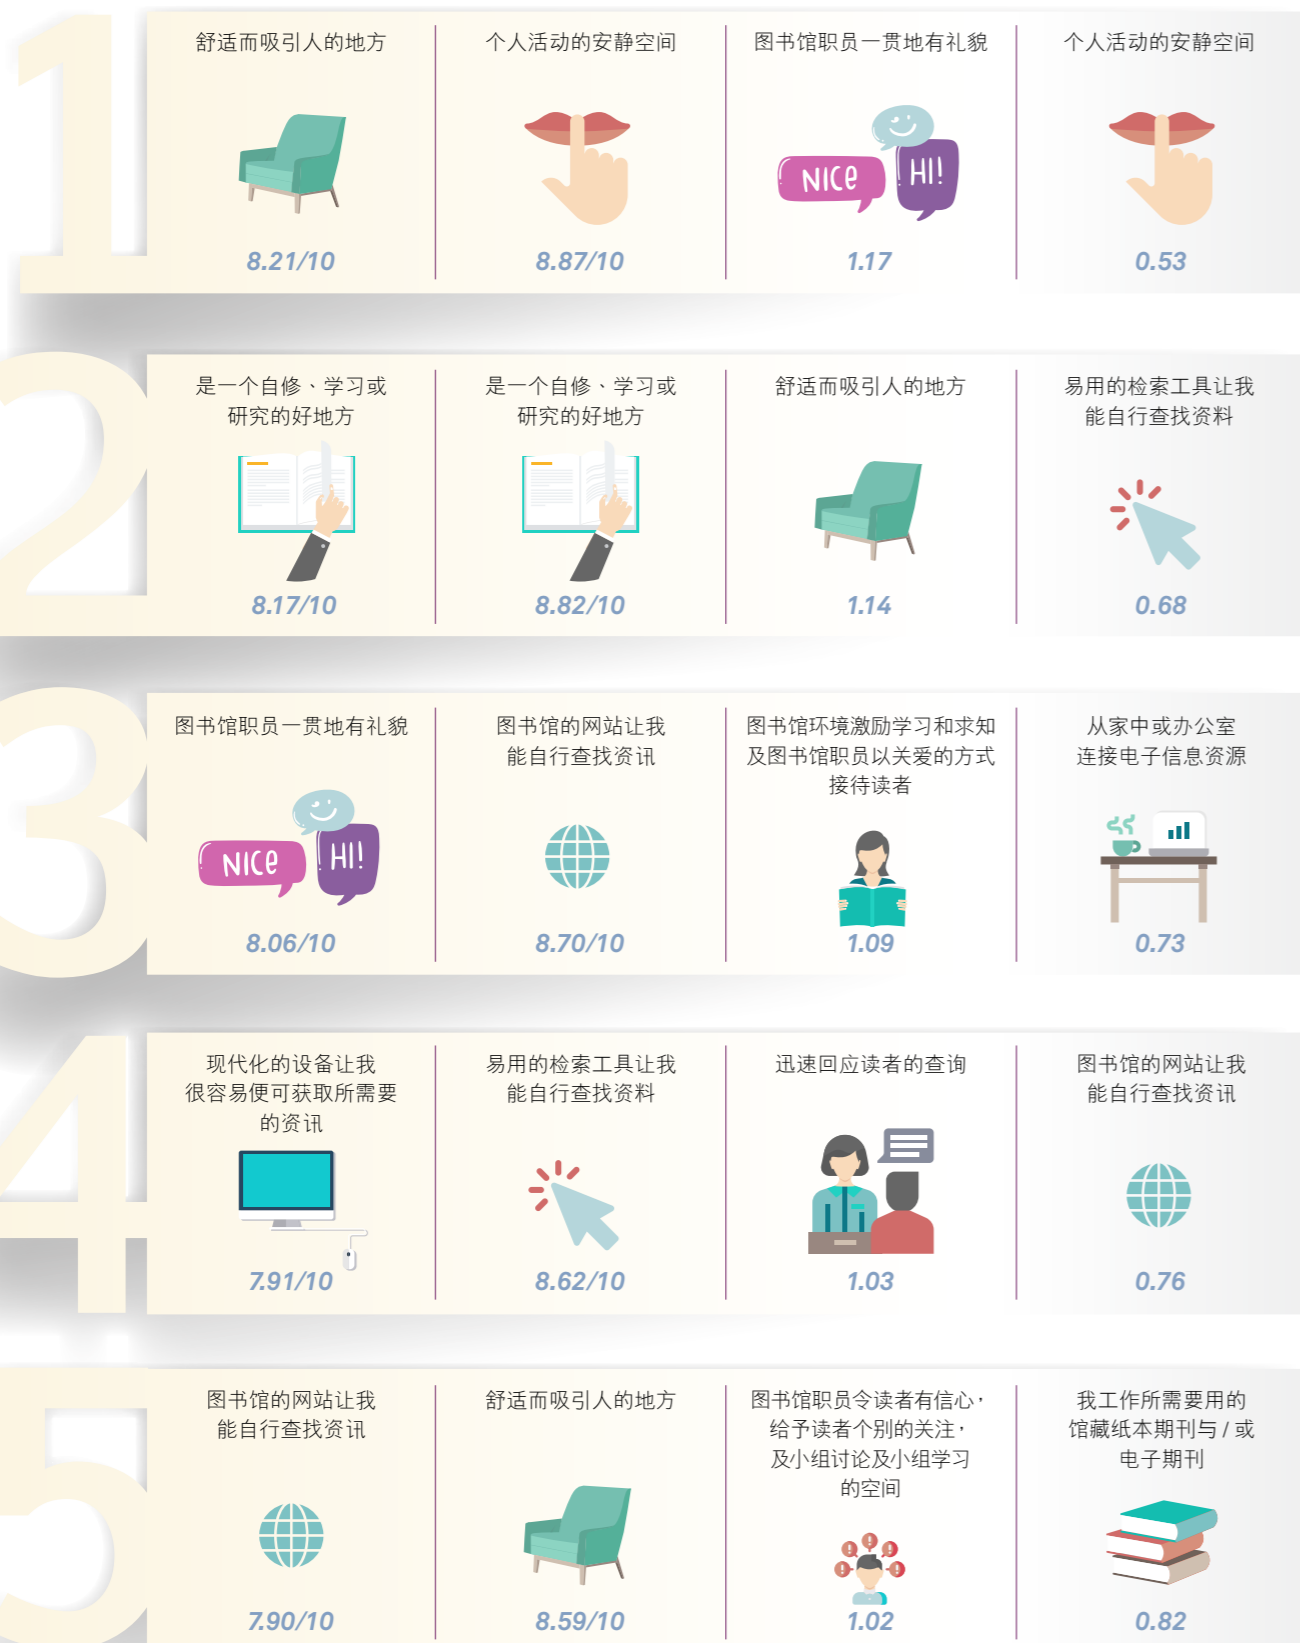 1
舒适而吸引人的地方
8.21/10
个人活动的安静空间
8.87/10
图书馆职员一贯地有礼貌
NICE
HI!
1.17
个人活动的安静空间
0.53
2
是一个自修、学习或
研究的好地方
8.17/10
是一个自修、学习或
研究的好地方
8.82/10
舒适而吸引人的地方
1.14
易用的检索工具让我
能自行查找资料
0.68
3
图书馆职员一贯地有礼貌
NICE
HI!
8.06/10
图书馆的网站让我
能自行查找资讯
8.70/10
图书馆环境激励学习和求知
及图书馆职员以关爱的方式
接待读者
1.09
从家中或办公室
连接电子信息资源
0.73
4
现代化的设备让我
很容易便可获取所需要
的资讯
7.91/10
易用的检索工具让我
能自行查找资料
8.62/10
迅速回应读者的查询
1.03
图书馆的网站让我
能自行查找资讯
0.76
5
图书馆的网站让我
能自行查找资讯
7.90/10
舒适而吸引人的地方
8.59/10
图书馆职员令读者有信心，
给予读者个别的关注，
及小组讨论及小组学习
的空间
1.02
我工作所需要用的
馆藏纸本期刊与 / 或
电子期刊
0.82